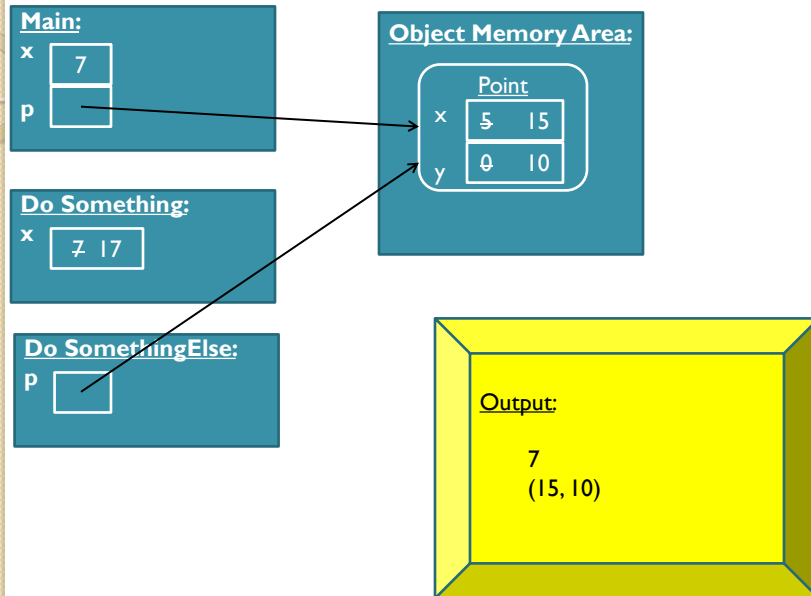 Main:
x
7
p
Do Something:
x
7 17
Do SomethingElse:
p
Object Memory Area:
Point
x
5 15
y
0 10
Output:
7
(15, 10)